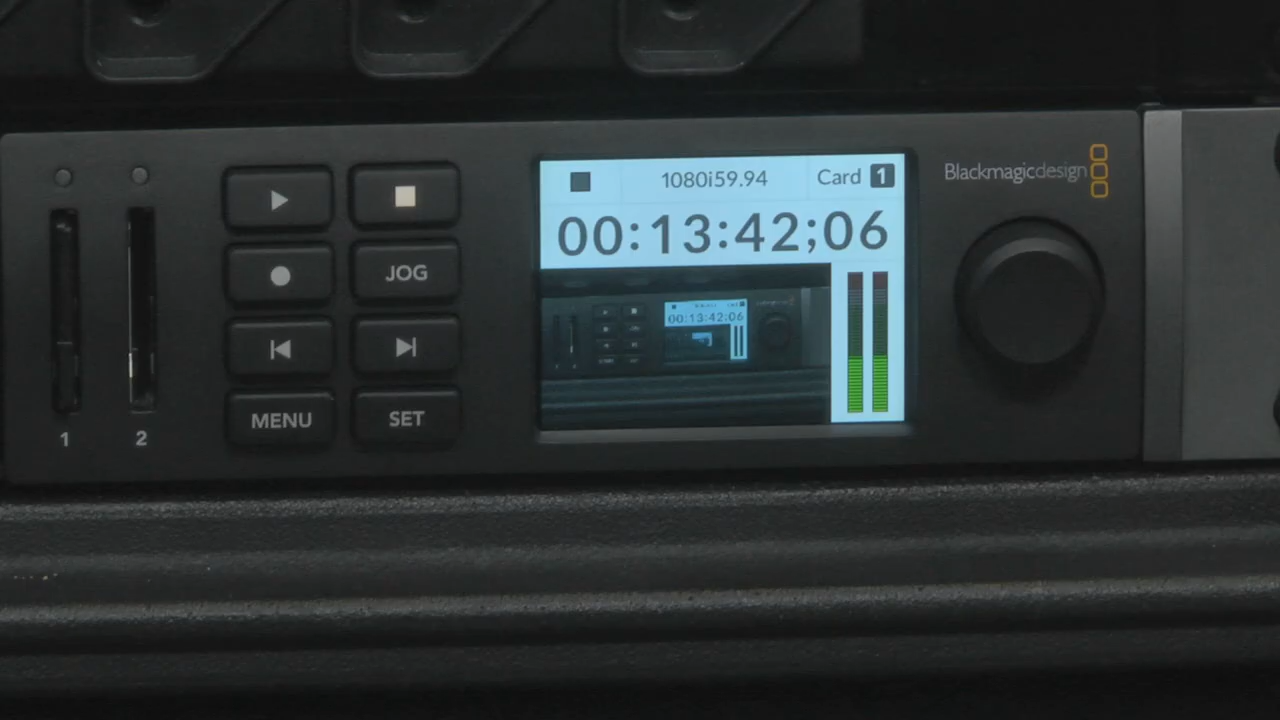 1080i59.94 Card 1
00:13:42;06
Blackmagicdesign
JOG
MENU SET
1 2
00:13:42:06